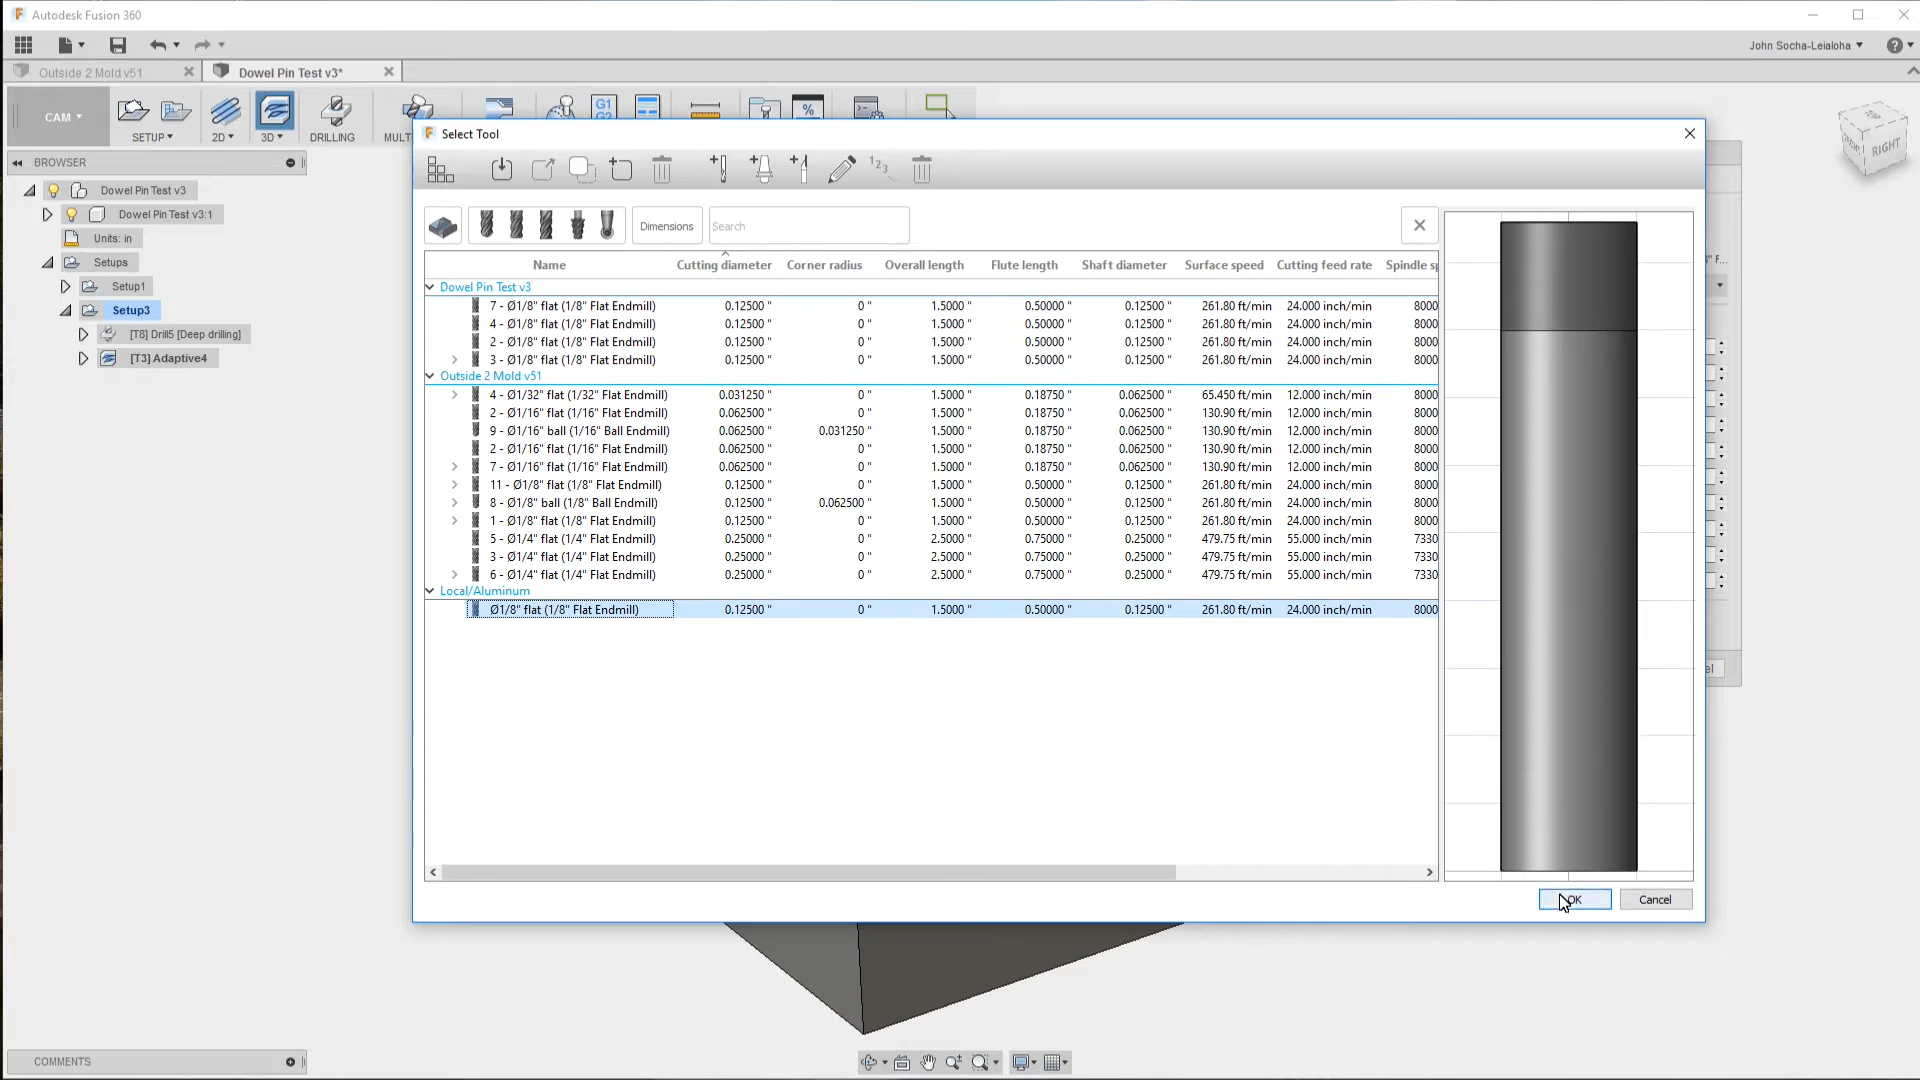 Autodesk Fusion 360
John Socha-Leialoha
Outside 2 Mold v51
Dowel Pin Test v3*
CAM
SETUP
2D
3D
DRILLING
G1
%
TOP
RIGHT
BROWSER
Dowel Pin Test v3
Dowel Pin Test v3:1
Units: in
Setups
Setup1
Setup3
[T8] Drill5 [Deep drilling]
[T3] Adaptive4
Select Tool
Dimensions
Search
Name Cutting diameter Corner radius Overall length Flute length Shaft diameter Surface speed Cutting feed rate Spindle sp
Dowel Pin Test v3
7 - Ø1/8" flat (1/8" Flat Endmill) 0.12500 " 0 " 1.5000 " 0.50000 " 0.12500 " 261.80 ft/min 24.000 inch/min 8000
4 - Ø1/8" flat (1/8" Flat Endmill) 0.12500 " 0 " 1.5000 " 0.50000 " 0.12500 " 261.80 ft/min 24.000 inch/min 8000
2 - Ø1/8" flat (1/8" Flat Endmill) 0.12500 " 0 " 1.5000 " 0.50000 " 0.12500 " 261.80 ft/min 24.000 inch/min 8000
3 - Ø1/8" flat (1/8" Flat Endmill) 0.12500 " 0 " 1.5000 " 0.50000 " 0.12500 " 261.80 ft/min 24.000 inch/min 8000
Outside 2 Mold v51
4 - Ø1/32" flat (1/32" Flat Endmill) 0.031250 " 0 " 1.5000 " 0.18750 " 0.062500 " 65.450 ft/min 12.000 inch/min 8000
2 - Ø1/16" flat (1/16" Flat Endmill) 0.062500 " 0 " 1.5000 " 0.18750 " 0.062500 " 130.90 ft/min 12.000 inch/min 8000
9 - Ø1/16" ball (1/16" Ball Endmill) 0.062500 " 0.031250 " 1.5000 " 0.18750 " 0.062500 " 130.90 ft/min 12.000 inch/min 8000
2 - Ø1/16" flat (1/16" Flat Endmill) 0.062500 " 0 " 1.5000 " 0.18750 " 0.062500 " 130.90 ft/min 12.000 inch/min 8000
7 - Ø1/16" flat (1/16" Flat Endmill) 0.062500 " 0 " 1.5000 " 0.18750 " 0.062500 " 130.90 ft/min 12.000 inch/min 8000
11 - Ø1/8" flat (1/8" Flat Endmill) 0.12500 " 0 " 1.5000 " 0.50000 " 0.12500 " 261.80 ft/min 24.000 inch/min 8000
8 - Ø1/8" ball (1/8" Ball Endmill) 0.12500 " 0.062500 " 1.5000 " 0.50000 " 0.12500 " 261.80 ft/min 24.000 inch/min 8000
1 - Ø1/8" flat (1/8" Flat Endmill) 0.12500 " 0 " 1.5000 " 0.50000 " 0.12500 " 261.80 ft/min 24.000 inch/min 8000
5 - Ø1/4" flat (1/4" Flat Endmill) 0.25000 " 0 " 2.5000 " 0.75000 " 0.25000 " 479.75 ft/min 55.000 inch/min 7330
3 - Ø1/4" flat (1/4" Flat Endmill) 0.25000 " 0 " 2.5000 " 0.75000 " 0.25000 " 479.75 ft/min 55.000 inch/min 7330
6 - Ø1/4" flat (1/4" Flat Endmill) 0.25000 " 0 " 2.5000 " 0.75000 " 0.25000 " 479.75 ft/min 55.000 inch/min 7330
Local/Aluminum
Ø1/8" flat (1/8" Flat Endmill) 0.12500 " 0 " 1.5000 " 0.50000 " 0.12500 " 261.80 ft/min 24.000 inch/min 8000
OK
Cancel
COMMENTS